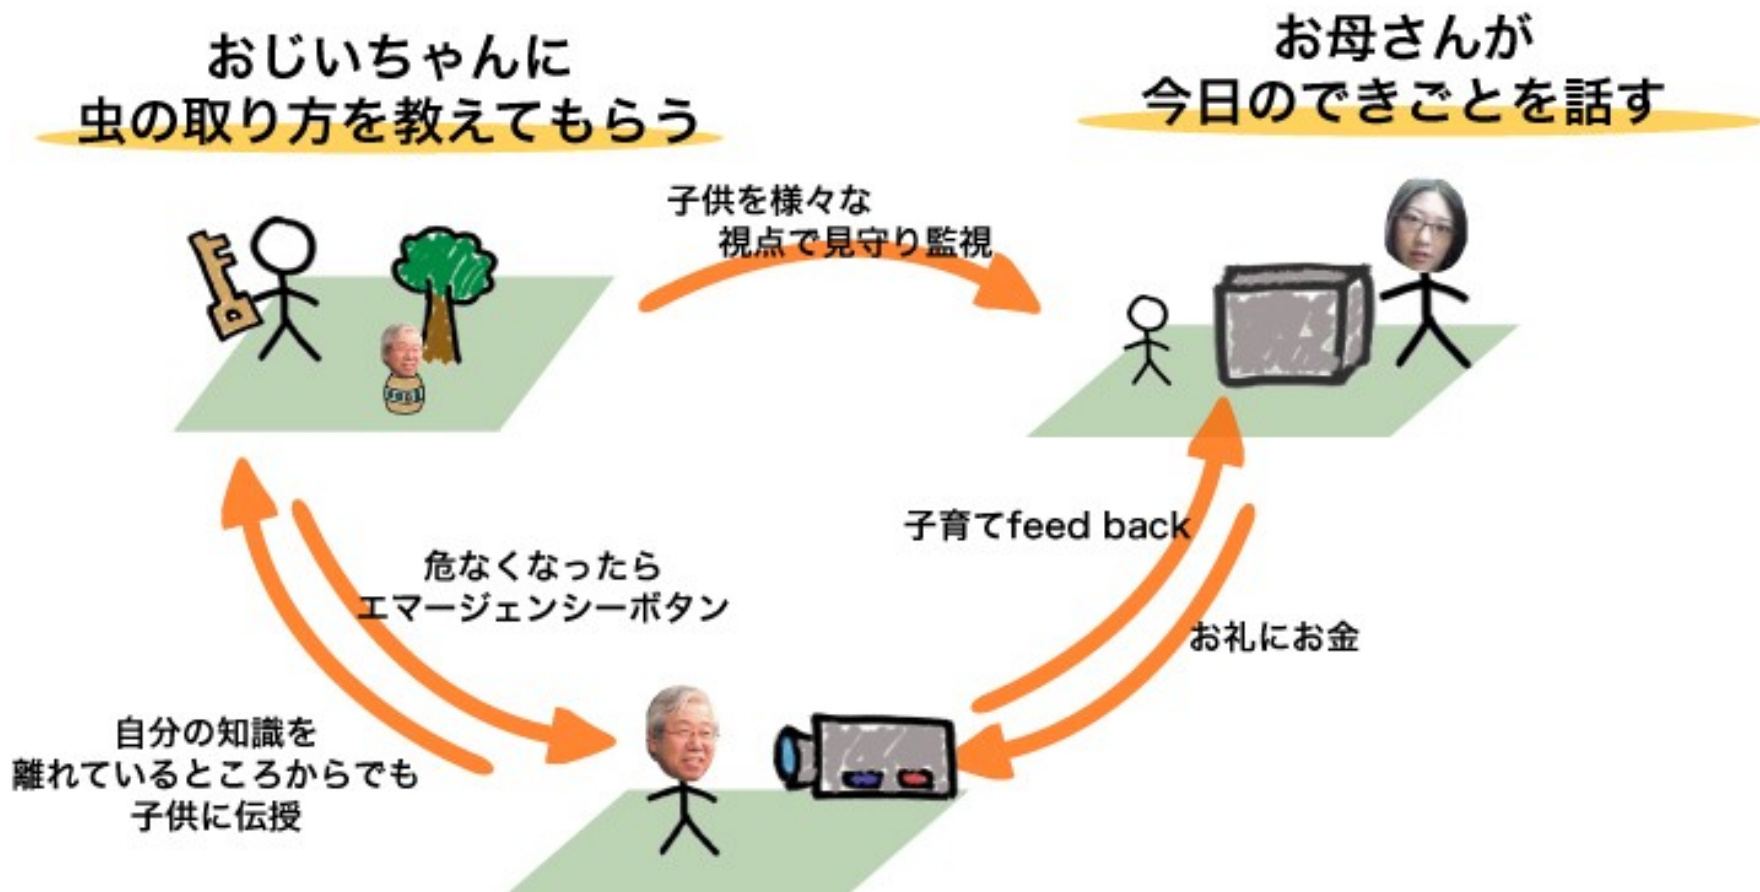 おじいちゃんに
虫の取り方を教えてもらう
お母さんが
今日のできごとを話す
子供を様々な
視点で見守り監視
子育てfeed back
危なくなったら
エマージェンシーボタン
お礼にお金
自分の知識を
離れているところからでも
子供に伝授